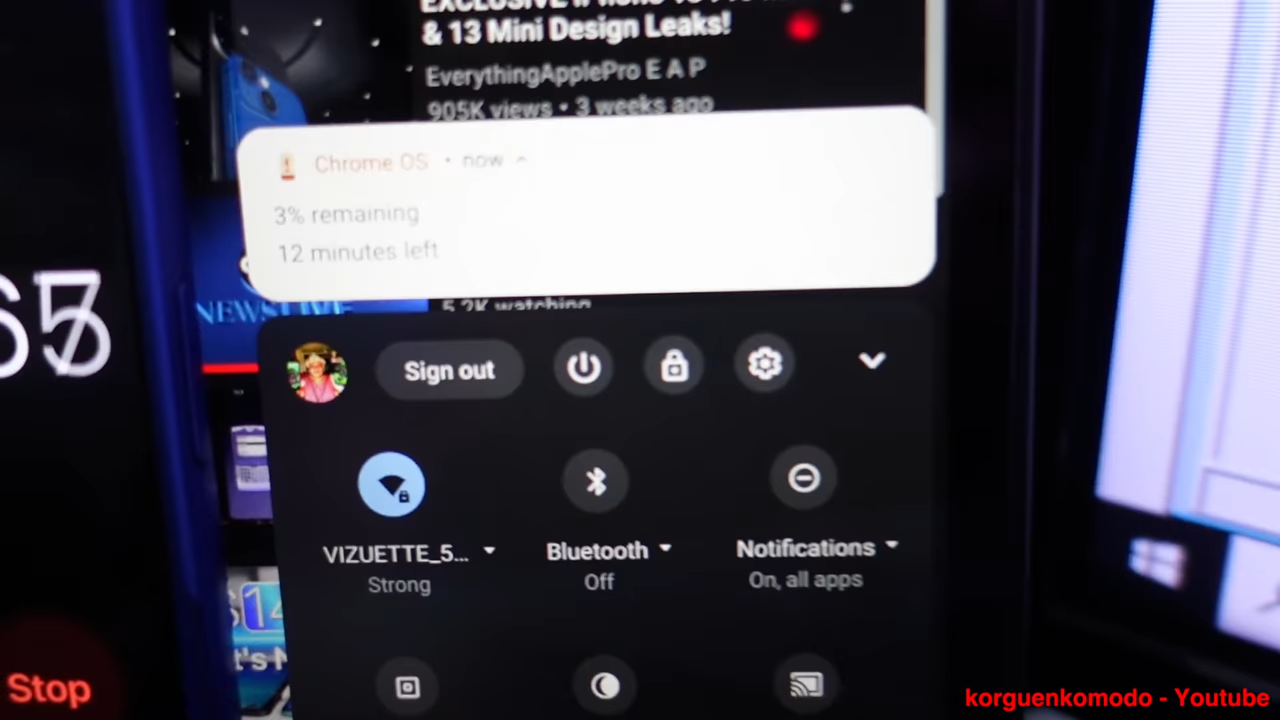 & 13 Mini Design Leaks!
EverythingApplePro E A P
905K views • 3 weeks ago
Chrome OS • now
3% remaining
12 minutes left
5.2K watching
Sign out
VIZUETTE_5...
Strong
Bluetooth
Off
Notifications
On, all apps
Stop
korguenkomodo - Youtube